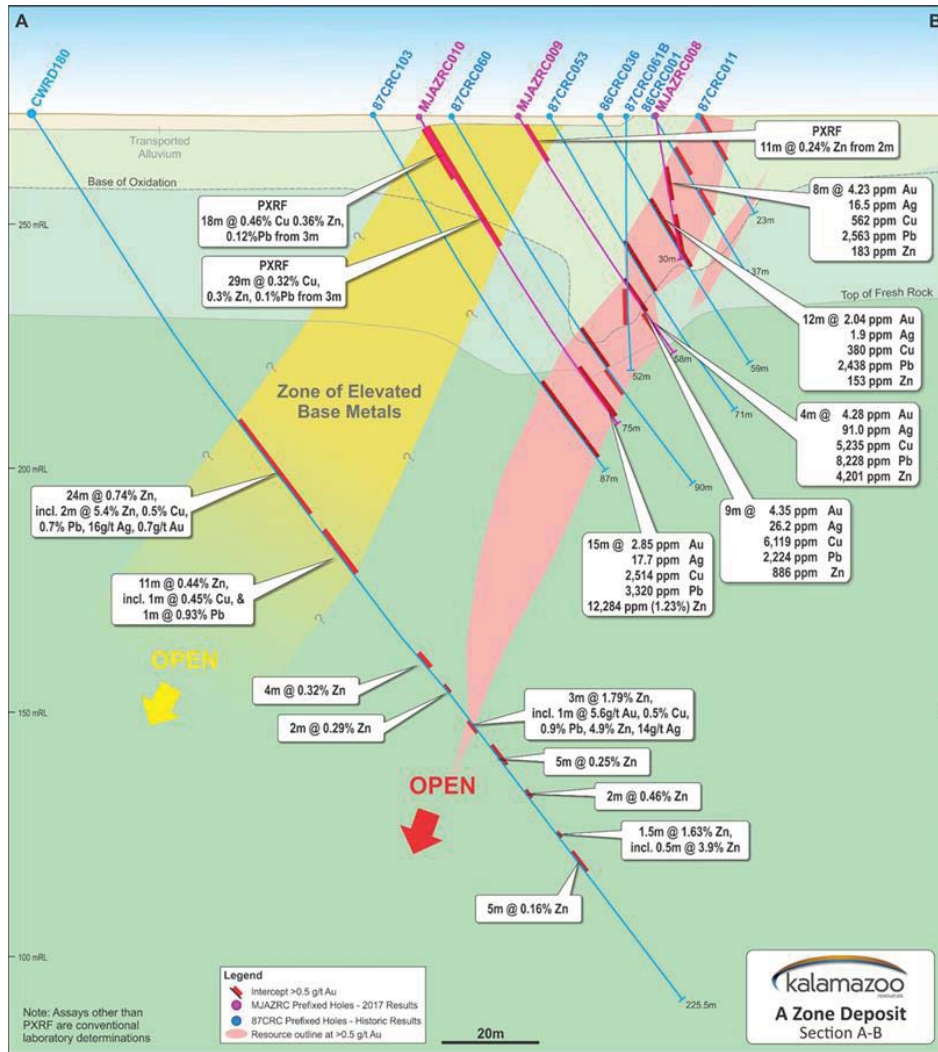 A
B
CWRD180
87CRC103
MJAZRC010
87CRC060
MJAZRC009
87CRC053
86CRC036
87CRC061B
86CRC001
MJAZRC008
87CRC011
Transported
Alluvium
Base of Oxidation
250mRL
PXRF
18m @ 0.46% Cu 0.36% Zn,
0.12%Pb from 3m
PXRF
29m @ 0.32% Cu,
0.3% Zn, 0.1%Pb from 3m
PXRF
11m @ 0.24% Zn from 2m
8m @ 4.23 ppm Au
16.5 ppm Ag
562 ppm Cu
2,563 ppm Pb
183 ppm Zn
23m
30m
37m
Top of Fresh Rock
12m @ 2.04 ppm Au
1.9 ppm Ag
380 ppm Cu
2,438 ppm Pb
153 ppm Zn
58m
59m
52m
71m
75m
87m
90m
4m @ 4.28 ppm Au
91.0 ppm Ag
5,235 ppm Cu
8,228 ppm Pb
4,201 ppm Zn
Zone of Elevated
Base Metals
200 mRL
24m @ 0.74% Zn,
incl. 2m @ 5.4% Zn, 0.5% Cu,
0.7% Pb, 16g/t Ag, 0.7g/t Au
9m @ 4.35 ppm Au
26.2 ppm Ag
6,119 ppm Cu
2,224 ppm Pb
886 ppm Zn
15m @ 2.85 ppm Au
17.7 ppm Ag
2,514 ppm Cu
3,320 ppm Pb
12,284 ppm (1.23%) Zn
11m @ 0.44% Zn,
incl. 1m @ 0.45% Cu, &
1m @ 0.93% Pb
OPEN
4m @ 0.32% Zn
2m @ 0.29% Zn
150 mRL
3m @ 1.79% Zn,
incl. 1m @ 5.6g/t Au, 0.5% Cu,
0.9% Pb, 4.9% Zn, 14g/t Ag
5m @ 0.25% Zn
OPEN
2m @ 0.46% Zn
1.5m @ 1.63% Zn,
incl. 0.5m @ 3.9% Zn
5m @ 0.16% Zn
100 mRL
225.5m
Legend
Intercept >0.5 g/t Au
MJAZRC Prefixed Holes - 2017 Results
87CRC Prefixed Holes - Historic Results
Resource outline at >0.5 g/t Au
Note: Assays other than
PXRF are conventional
laboratory determinations
20m
kalamazoo
resources
A Zone Deposit
Section A-B